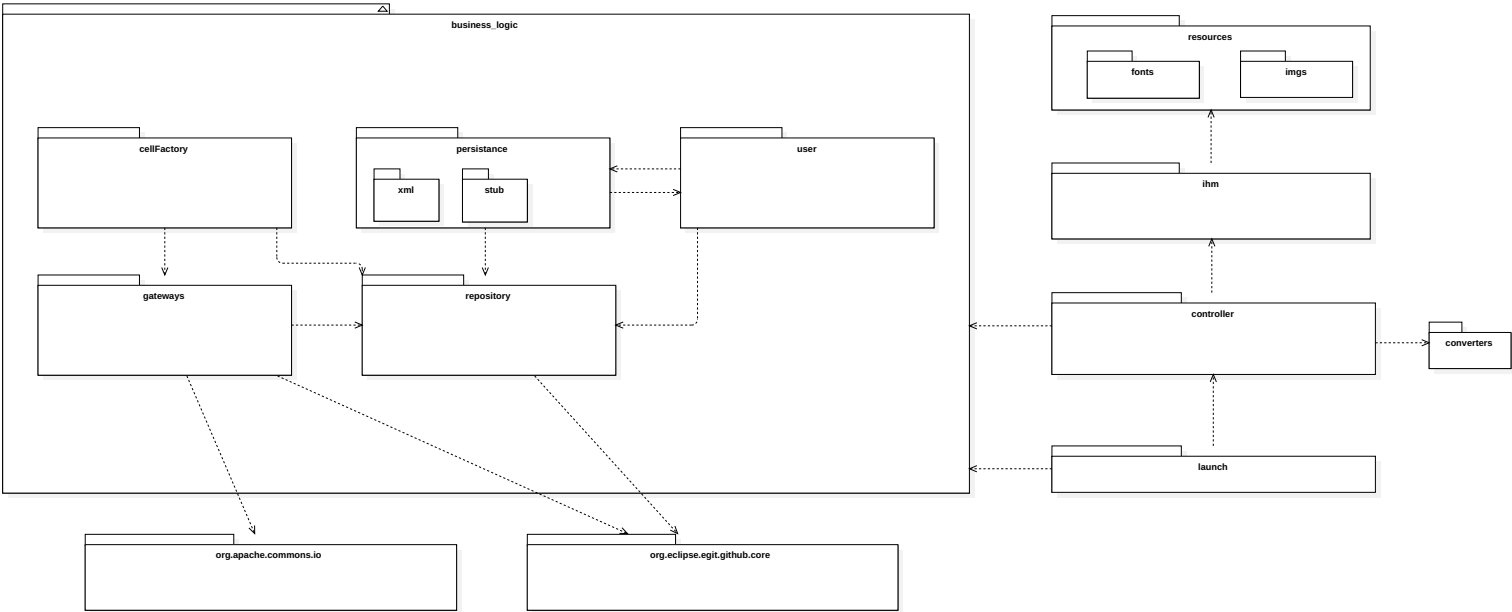 business_logic
resources
fonts
imgs
cellFactory
persistance
user
xml
stub
ihm
gateways
repository
controller
converters
launch
org.apache.commons.io
org.eclipse.egit.github.core